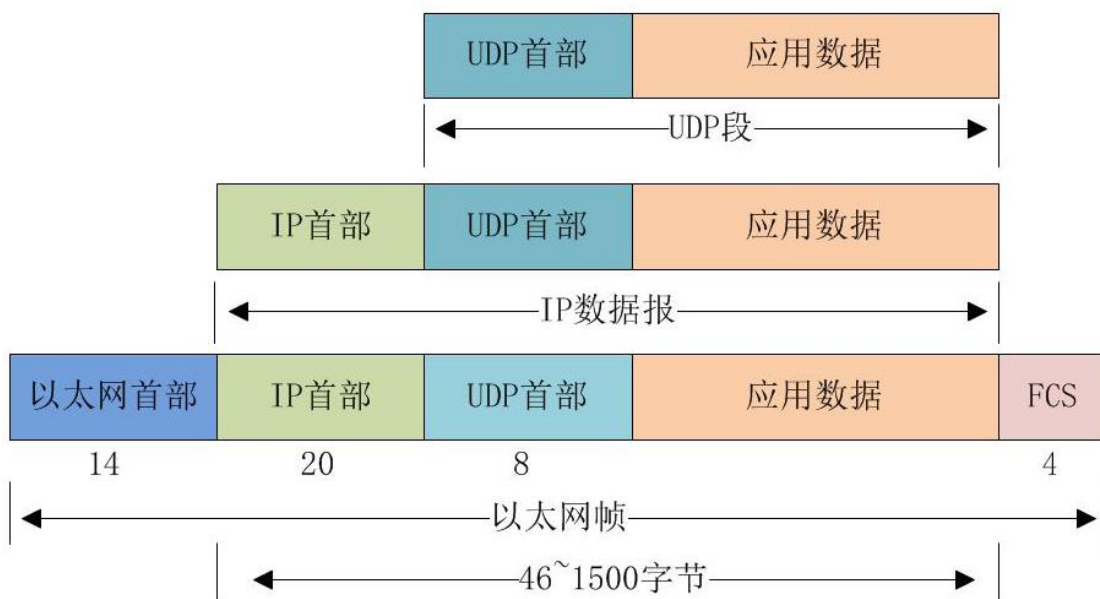 UDP首部 应用数据
UDP段
IP首部 UDP首部 应用数据
IP数据报
以太网首部 IP首部 UDP首部 应用数据 FCS
14 20 8 4
以太网帧
46~1500字节